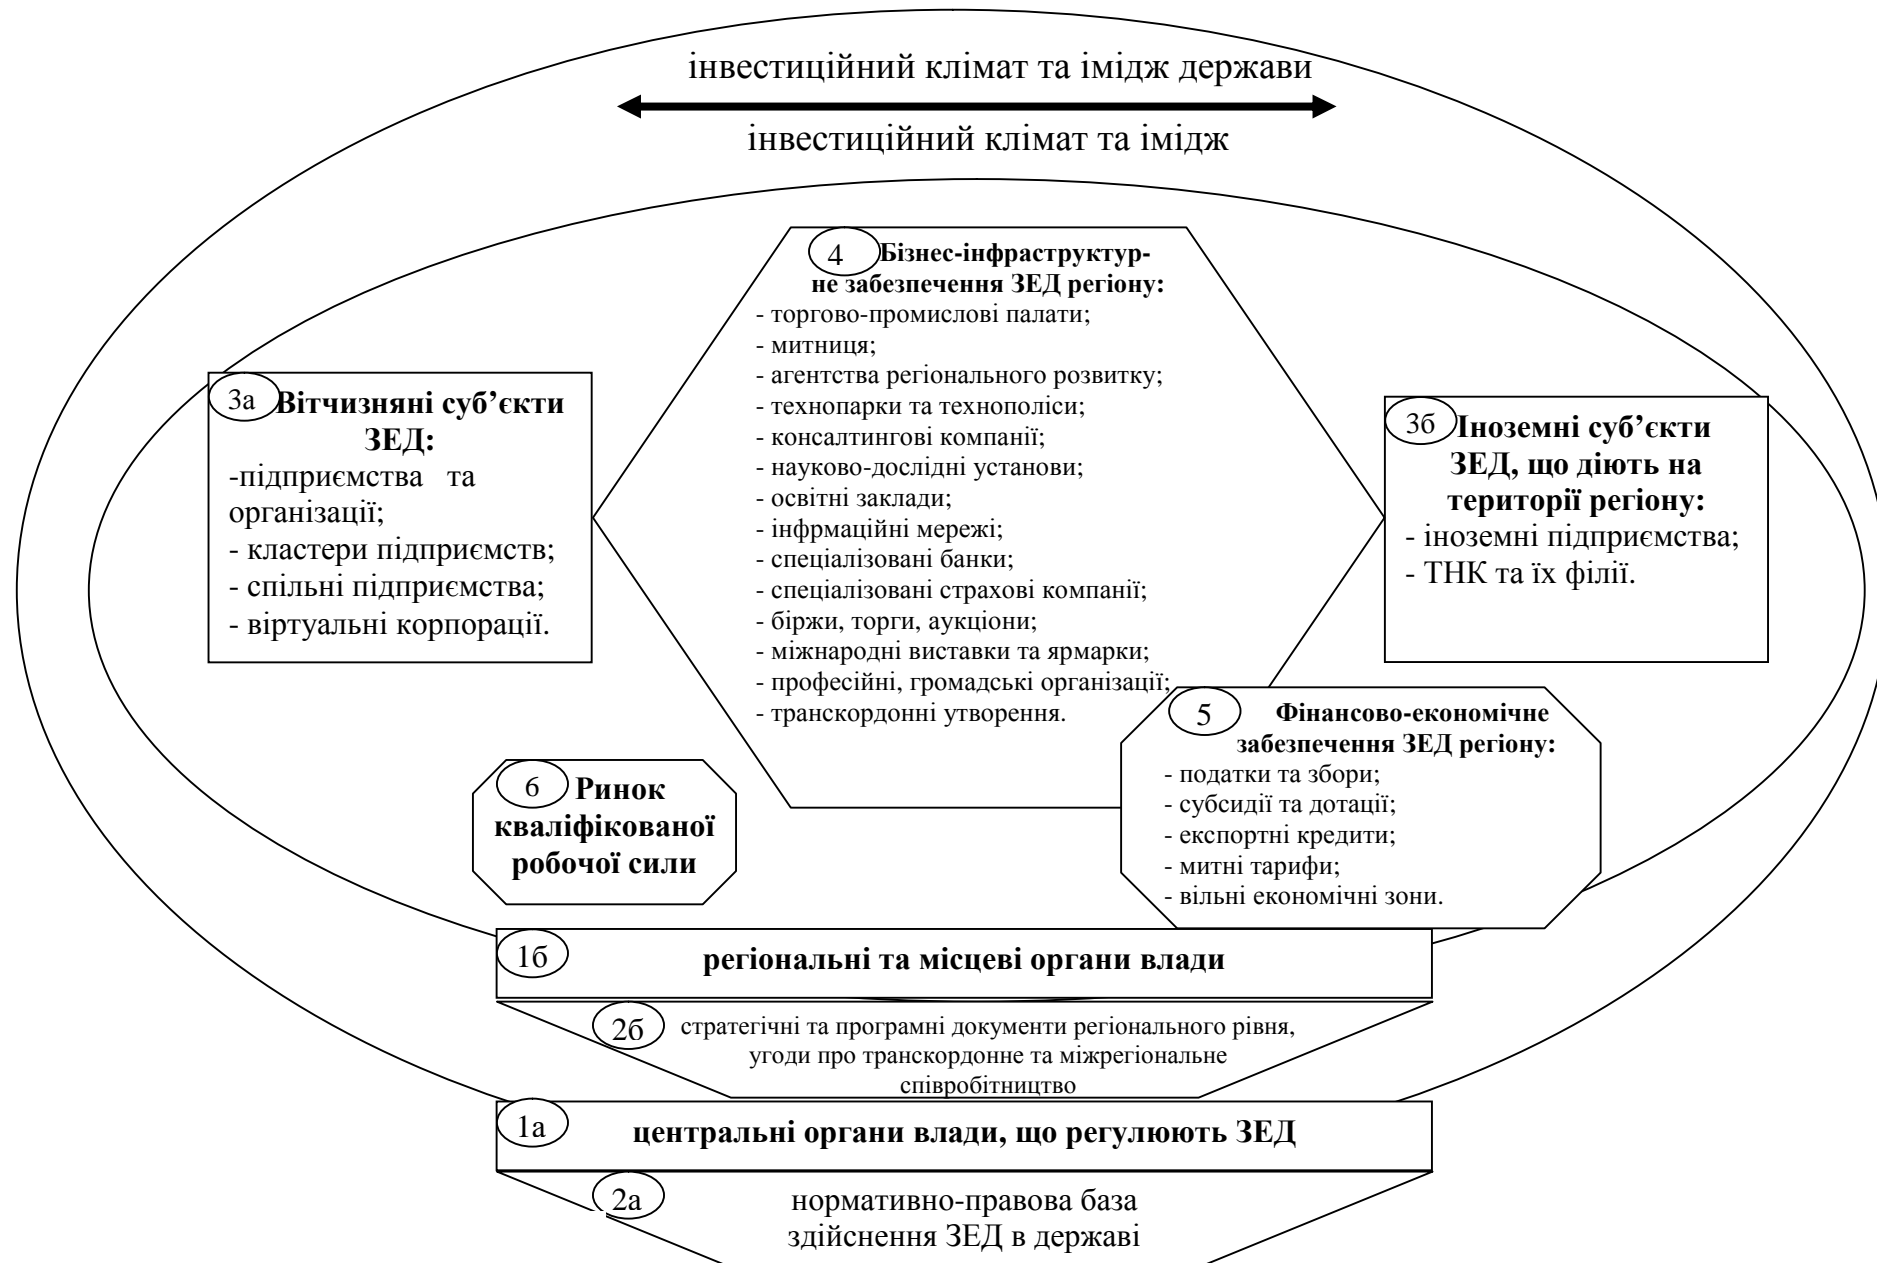 інвестиційний клімат та імідж держави
інвестиційний клімат та імідж
4 Бізнес-інфраструктур-
не забезпечення ЗЕД регіону:
- торгово-промислові палати;
- митниця;
- агентства регіонального розвитку;
- технопарки та технополіси;
- консалтингові компанії;
- науково-дослідні установи;
- освітні заклади;
- інфрмаційні мережі;
- спеціалізовані банки;
- спеціалізовані страхові компанії;
- біржи, торги, аукціони;
- міжнародні виставки та ярмарки;
- професійні, громадські організації;
- транскордонні утворення.
3а Вітчизняні суб’єкти
ЗЕД:
-підприємства та
організації;
- кластери підприємств;
- спільні підприємства;
- віртуальні корпорації.
3б Іноземні суб’єкти
ЗЕД, що діють на
території регіону:
- іноземні підприємства;
- ТНК та їх філії.
5 Фінансово-економічне
забезпечення ЗЕД регіону:
- податки та збори;
- субсидії та дотації;
- експортні кредити;
- митні тарифи;
- вільні економічні зони.
6 Ринок
кваліфікованої
робочої сили
1б регіональні та місцеві органи влади
2б стратегічні та програмні документи регіонального рівня,
угоди про транскордонне та міжрегіональне
співробітництво
1а центральні органи влади, що регулюють ЗЕД
2а нормативно-правова база
здійснення ЗЕД в державі